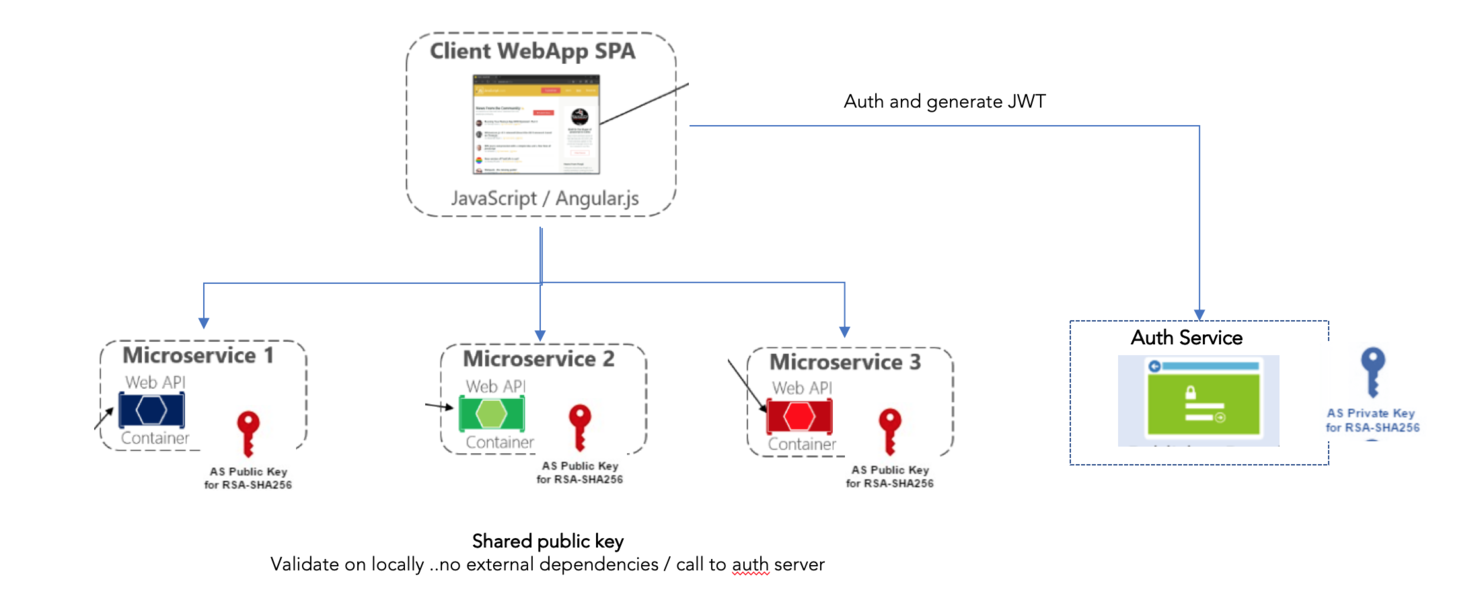 Client WebApp SPA
JavaScript / Angular.js
Auth and generate JWT
Microservice 1
Web API
Container
AS Public Key
for RSA-SHA256
Microservice 2
Web API
Container
AS Public Key
for RSA-SHA256
Microservice 3
Web API
Container
AS Public Key
for RSA-SHA256
Auth Service
AS Private Key
for RSA-SHA256
Shared public key
Validate on locally ..no external dependencies / call to auth server